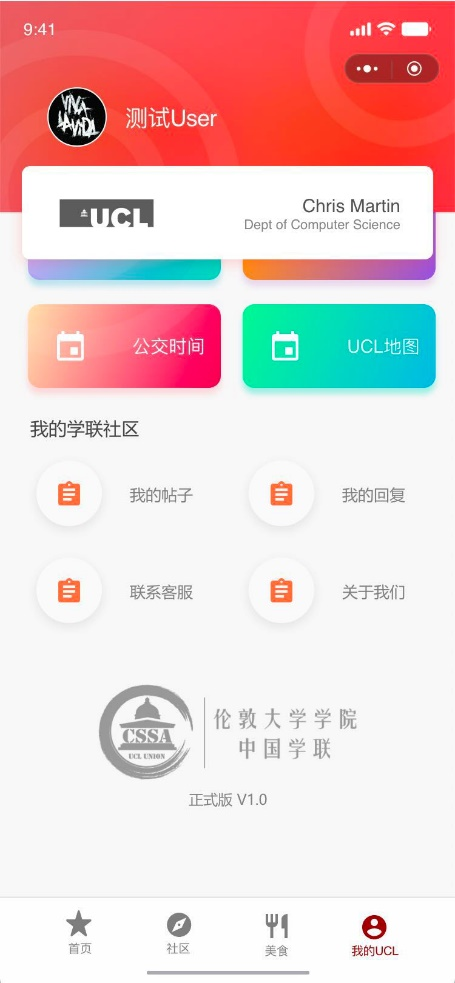 9:41
VIVA
LA VIDA
测试User
UCL
Chris Martin
Dept of Computer Science
公交时间
UCL地图
我的学联社区
我的帖子
我的回复
联系客服
关于我们
CSSA
UCL UNION
伦敦大学学院
中国学联
正式版 V1.0
首页
社区
美食
我的UCL